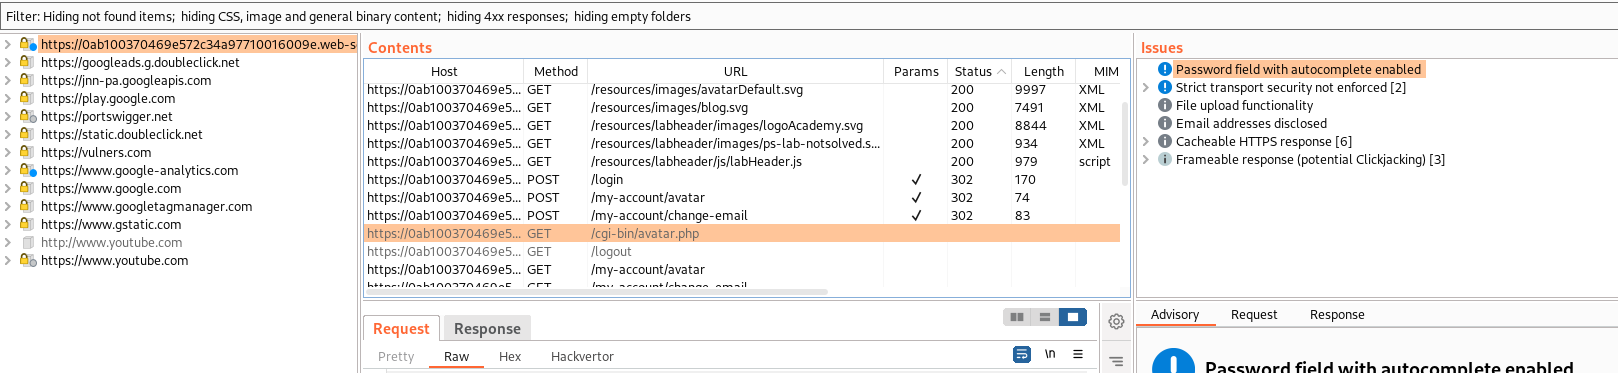 Filter: Hiding not found items;  hiding CSS, image and general binary content;  hiding 4xx responses;  hiding empty folders
https://0ab100370469e572c34a97710016009e.web-s
https://googleads.g.doubleclick.net
https://jnn-pa.googleapis.com
https://play.google.com
https://portswigger.net
https://static.doubleclick.net
https://vulners.com
https://www.google-analytics.com
https://www.google.com
https://www.googletagmanager.com
https://www.gstatic.com
http://www.youtube.com
https://www.youtube.com
Contents
Host Method URL Params Status Length MIM
https://0ab100370469e5... GET /resources/images/avatarDefault.svg 200 9997 XML
https://0ab100370469e5... GET /resources/images/blog.svg 200 7491 XML
https://0ab100370469e5... GET /resources/labheader/images/logoAcademy.svg 200 8844 XML
https://0ab100370469e5... GET /resources/labheader/images/ps-lab-notsolved.s... 200 934 XML
https://0ab100370469e5... GET /resources/labheader/js/labHeader.js 200 979 script
https://0ab100370469e5... POST /login ✓ 302 170
https://0ab100370469e5... POST /my-account/avatar ✓ 302 74
https://0ab100370469e5... POST /my-account/change-email ✓ 302 83
https://0ab100370469e5... GET /cgi-bin/avatar.php
https://0ab100370469e5... GET /logout
https://0ab100370469e5... GET /my-account/avatar
https://0ab100370469e5... GET /my-account/change-email
Request Response
Pretty Raw Hex Hackvertor \n
Issues
Password field with autocomplete enabled
Strict transport security not enforced [2]
File upload functionality
Email addresses disclosed
Cacheable HTTPS response [6]
Frameable response (potential Clickjacking) [3]
Advisory Request Response
Password field with autocomplete enabled